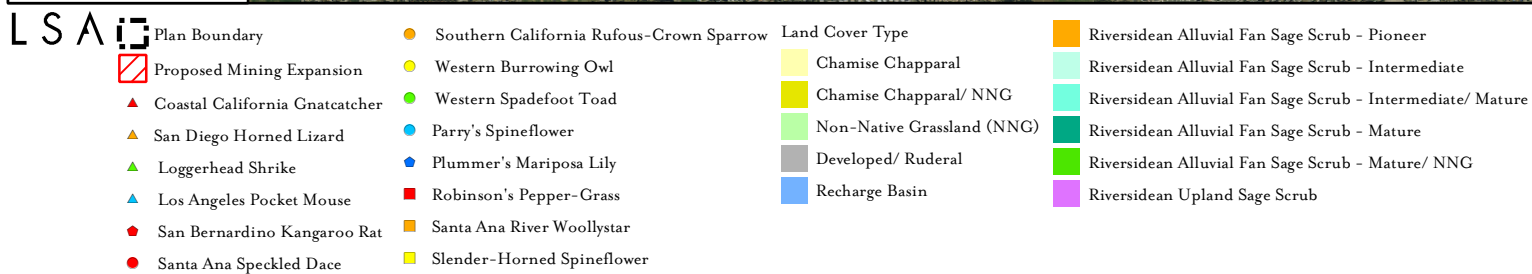 LSA
Plan Boundary
Proposed Mining Expansion
Coastal California Gnatcatcher
San Diego Horned Lizard
Loggerhead Shrike
Los Angeles Pocket Mouse
San Bernardino Kangaroo Rat
Santa Ana Speckled Dace
Southern California Rufous-Crown Sparrow
Western Burrowing Owl
Western Spadefoot Toad
Parry's Spineflower
Plummer's Mariposa Lily
Robinson's Pepper-Grass
Santa Ana River Woollystar
Slender-Horned Spineflower
Land Cover Type
Chamise Chapparal
Chamise Chapparal/ NNG
Non-Native Grassland (NNG)
Developed/ Ruderal
Recharge Basin
Riversidean Alluvial Fan Sage Scrub - Pioneer
Riversidean Alluvial Fan Sage Scrub - Intermediate
Riversidean Alluvial Fan Sage Scrub - Intermediate/ Mature
Riversidean Alluvial Fan Sage Scrub - Mature
Riversidean Alluvial Fan Sage Scrub - Mature/ NNG
Riversidean Upland Sage Scrub